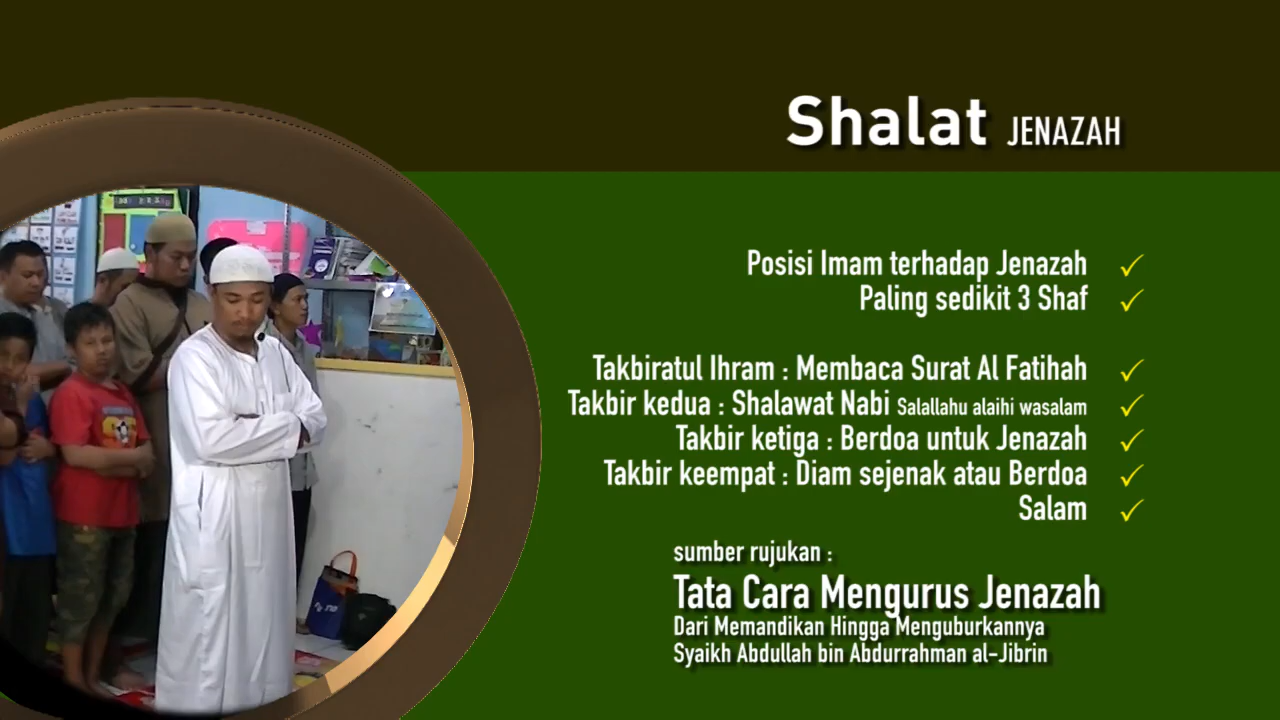 Shalat JENAZAH
Posisi Imam terhadap Jenazah
Paling sedikit 3 Shaf
Takbiratul Ihram : Membaca Surat Al Fatihah
Takbir kedua : Shalawat Nabi Salallahu alaihi wasalam
Takbir ketiga : Berdoa untuk Jenazah
Takbir keempat : Diam sejenak atau Berdoa
Salam
sumber rujukan :
Tata Cara Mengurus Jenazah
Dari Memandikan Hingga Menguburkannya
Syaikh Abdullah bin Abdurrahman al-Jibrin